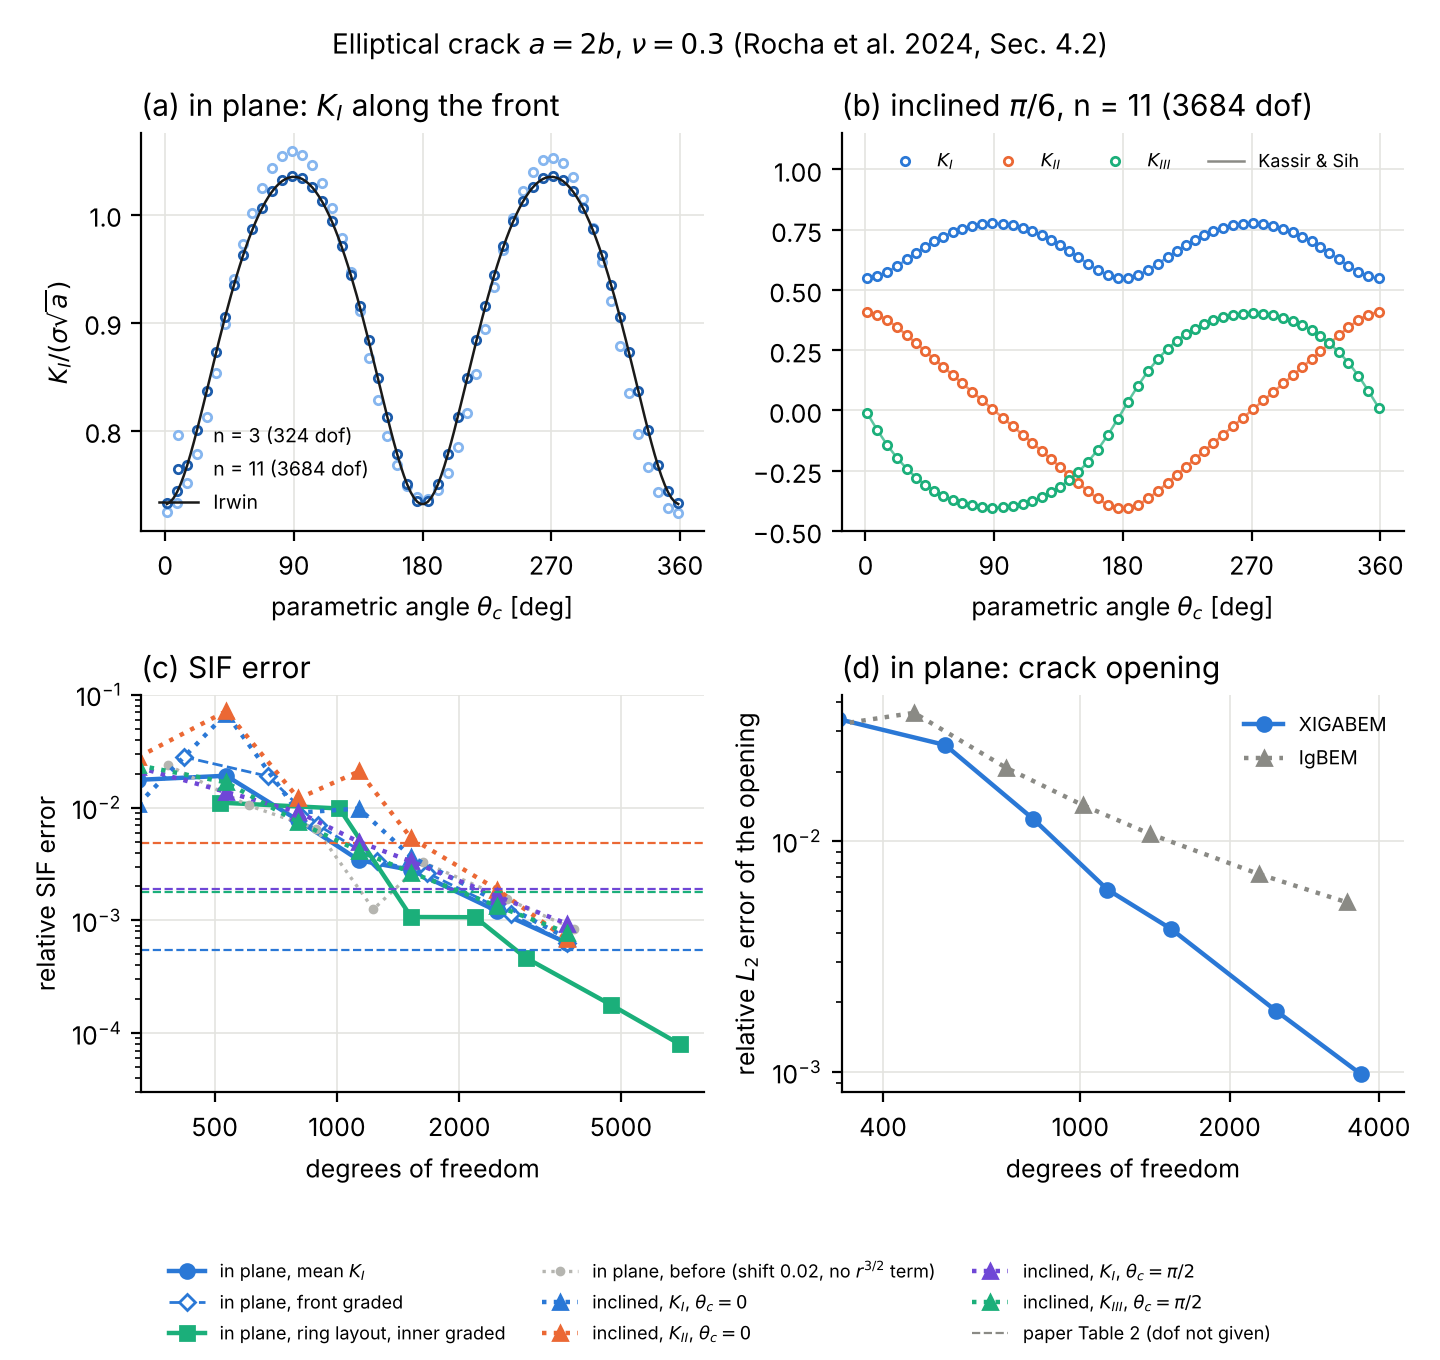 Elliptical crack a = 2b, ν = 0.3 (Rocha et al. 2024, Sec. 4.2)
(a) in plane: K_I along the front
K_I/(σ√a)
1.0
0.9
0.8
n = 3 (324 dof)
n = 11 (3684 dof)
Irwin
0 90 180 270 360
parametric angle θ_c [deg]
(b) inclined π/6, n = 11 (3684 dof)
K_I K_II K_III Kassir & Sih
1.00
0.75
0.50
0.25
0.00
−0.25
−0.50
0 90 180 270 360
parametric angle θ_c [deg]
(c) SIF error
relative SIF error
10⁻¹
10⁻²
10⁻³
10⁻⁴
500 1000 2000 5000
degrees of freedom
(d) in plane: crack opening
relative L₂ error of the opening
XIGABEM
IgBEM
10⁻²
10⁻³
400 1000 2000 4000
degrees of freedom
in plane, mean K_I
in plane, front graded
in plane, ring layout, inner graded
in plane, before (shift 0.02, no r^{3/2} term)
inclined, K_I, θ_c = 0
inclined, K_II, θ_c = 0
inclined, K_I, θ_c = π/2
inclined, K_III, θ_c = π/2
paper Table 2 (dof not given)